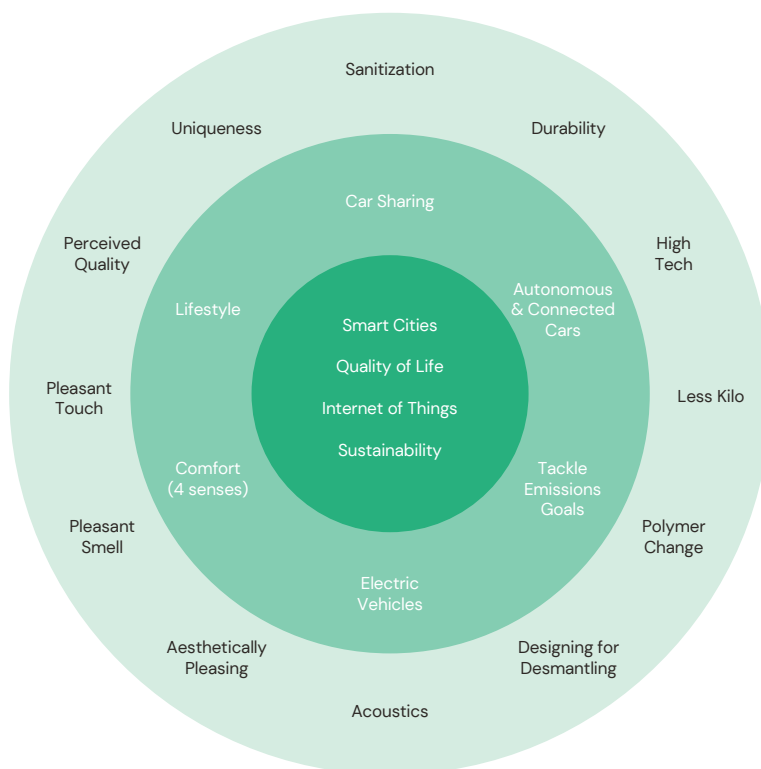 Sanitization
Uniqueness
Durability
Car Sharing
Perceived
Quality
High
Tech
Lifestyle
Autonomous
& Connected
Cars
Smart Cities
Quality of Life
Internet of Things
Sustainability
Pleasant
Touch
Less Kilo
Comfort
(4 senses)
Tackle
Emissions
Goals
Pleasant
Smell
Polymer
Change
Electric
Vehicles
Aesthetically
Pleasing
Designing for
Desmantling
Acoustics